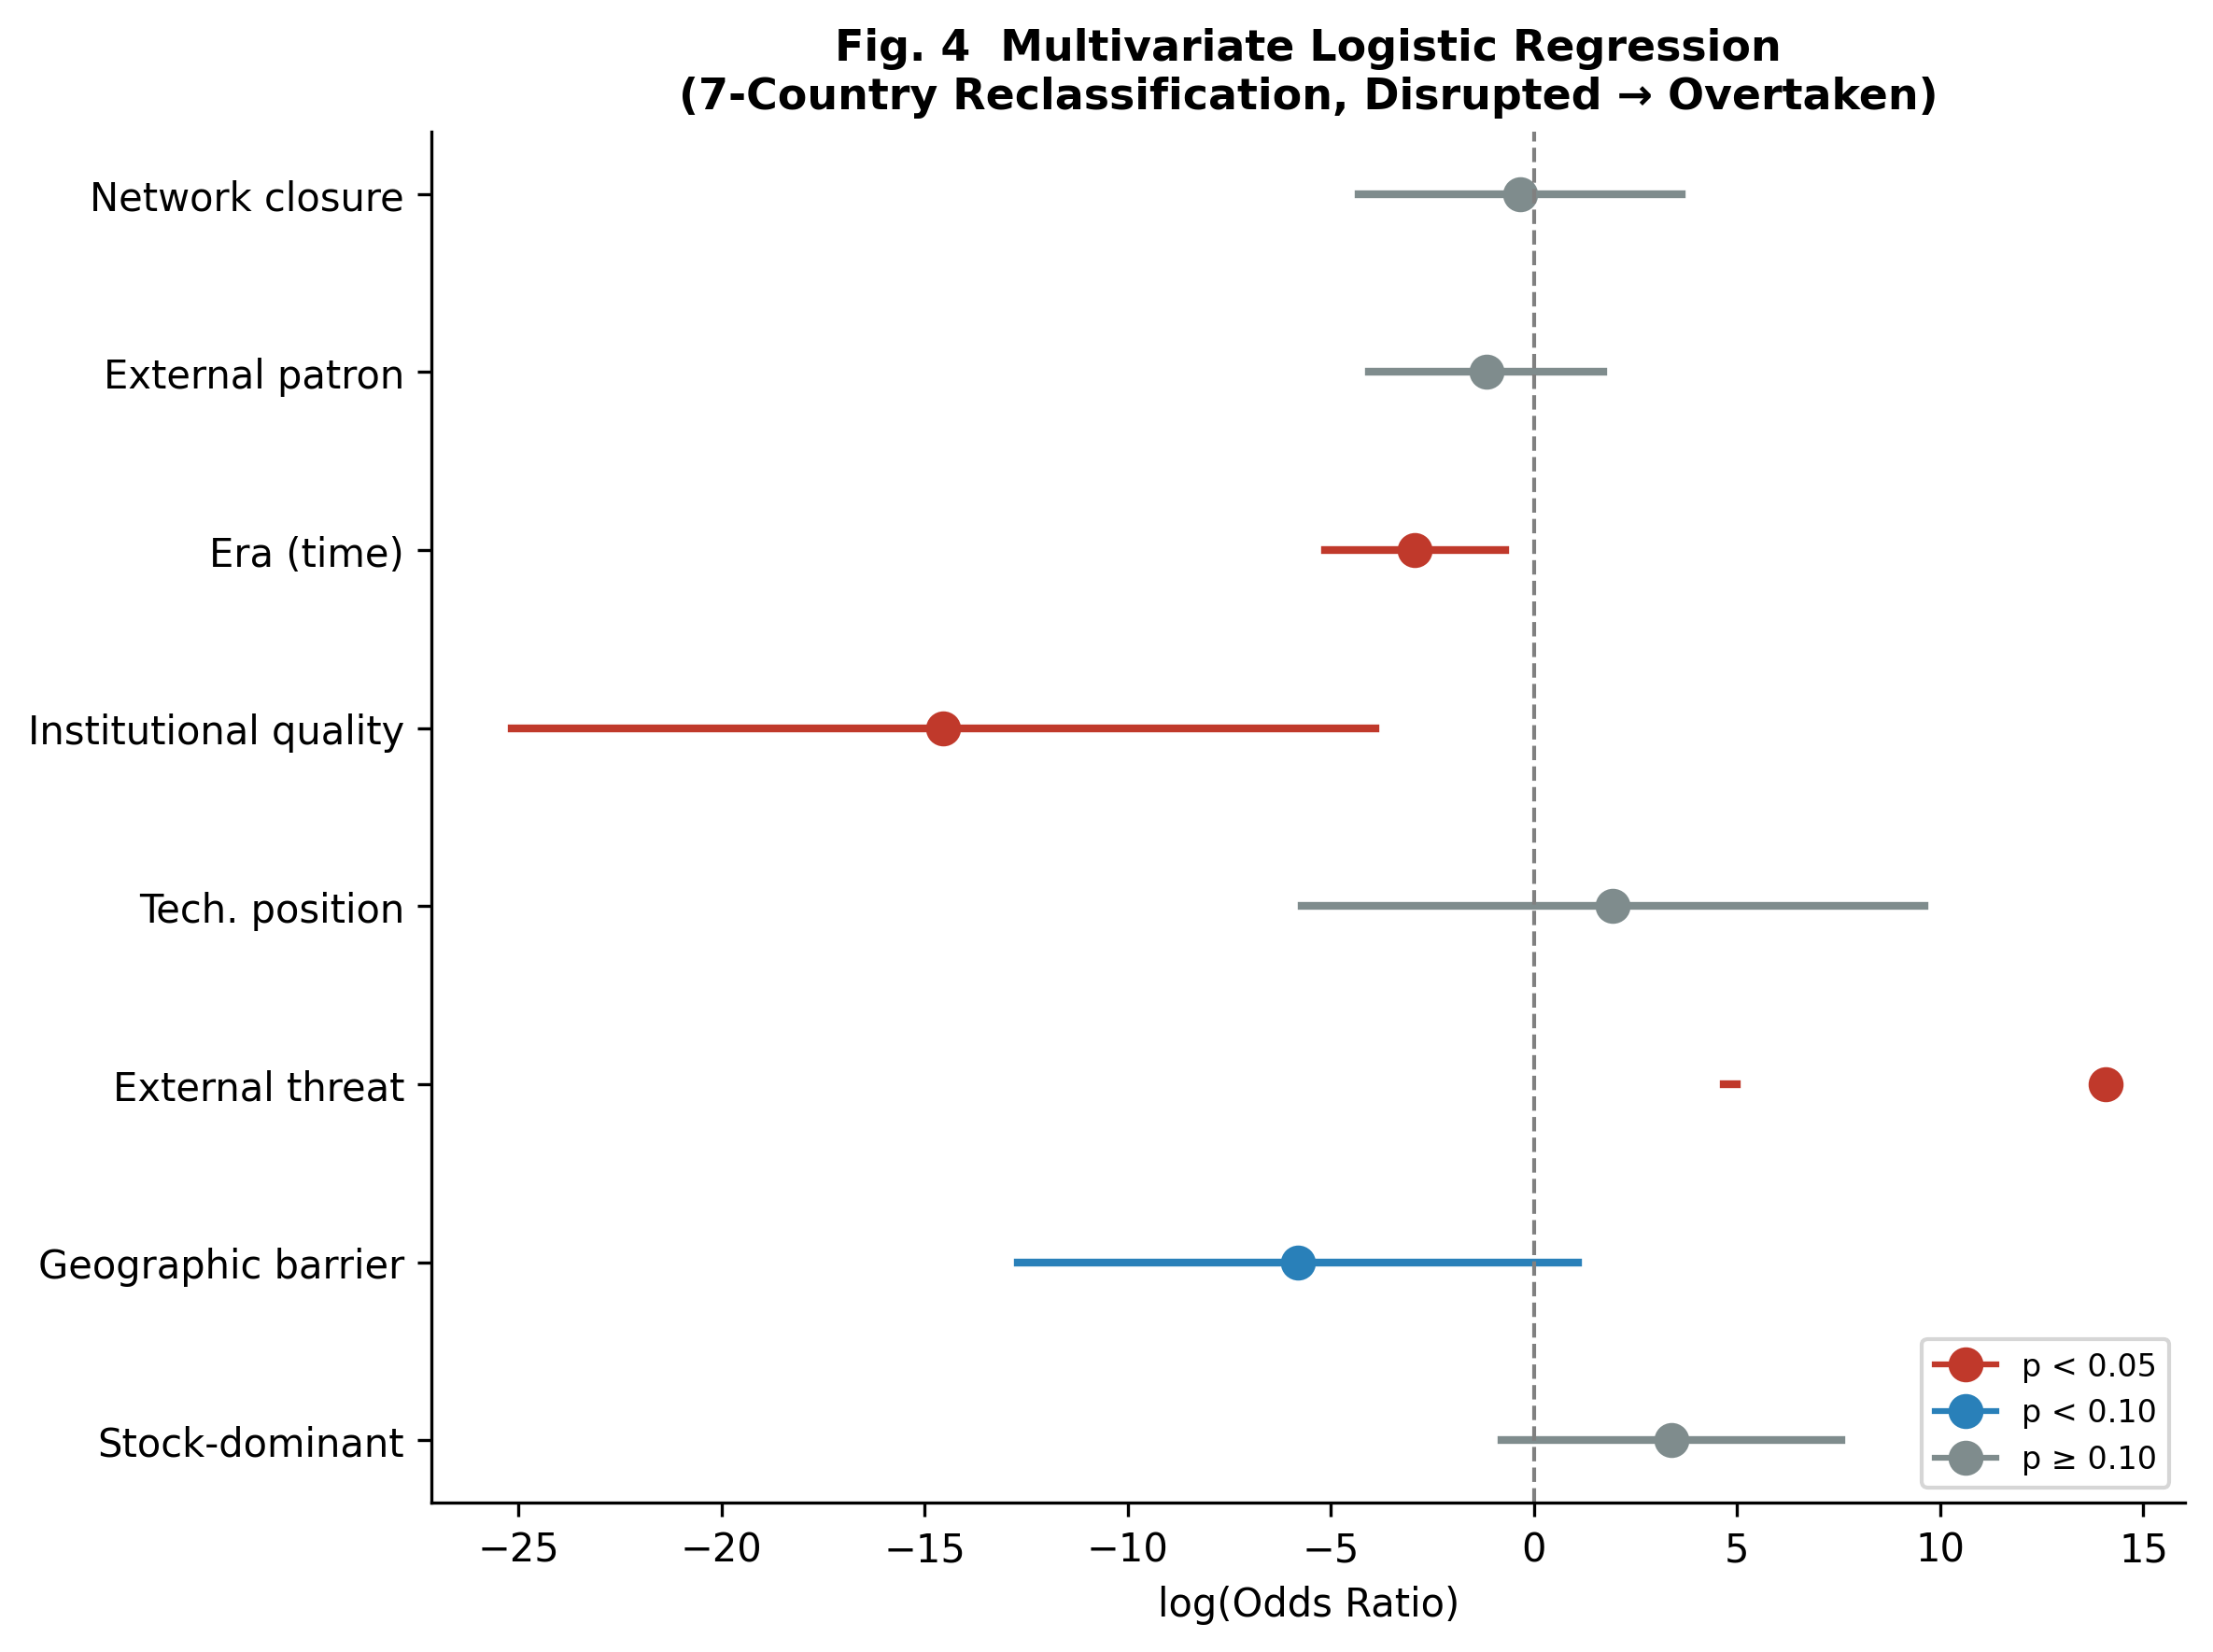 Fig. 4  Multivariate Logistic Regression
(7-Country Reclassification, Disrupted → Overtaken)
Network closure
External patron
Era (time)
Institutional quality
Tech. position
External threat
Geographic barrier
Stock-dominant
p < 0.05
p < 0.10
p ≥ 0.10
−25 −20 −15 −10 −5 0 5 10 15
log(Odds Ratio)